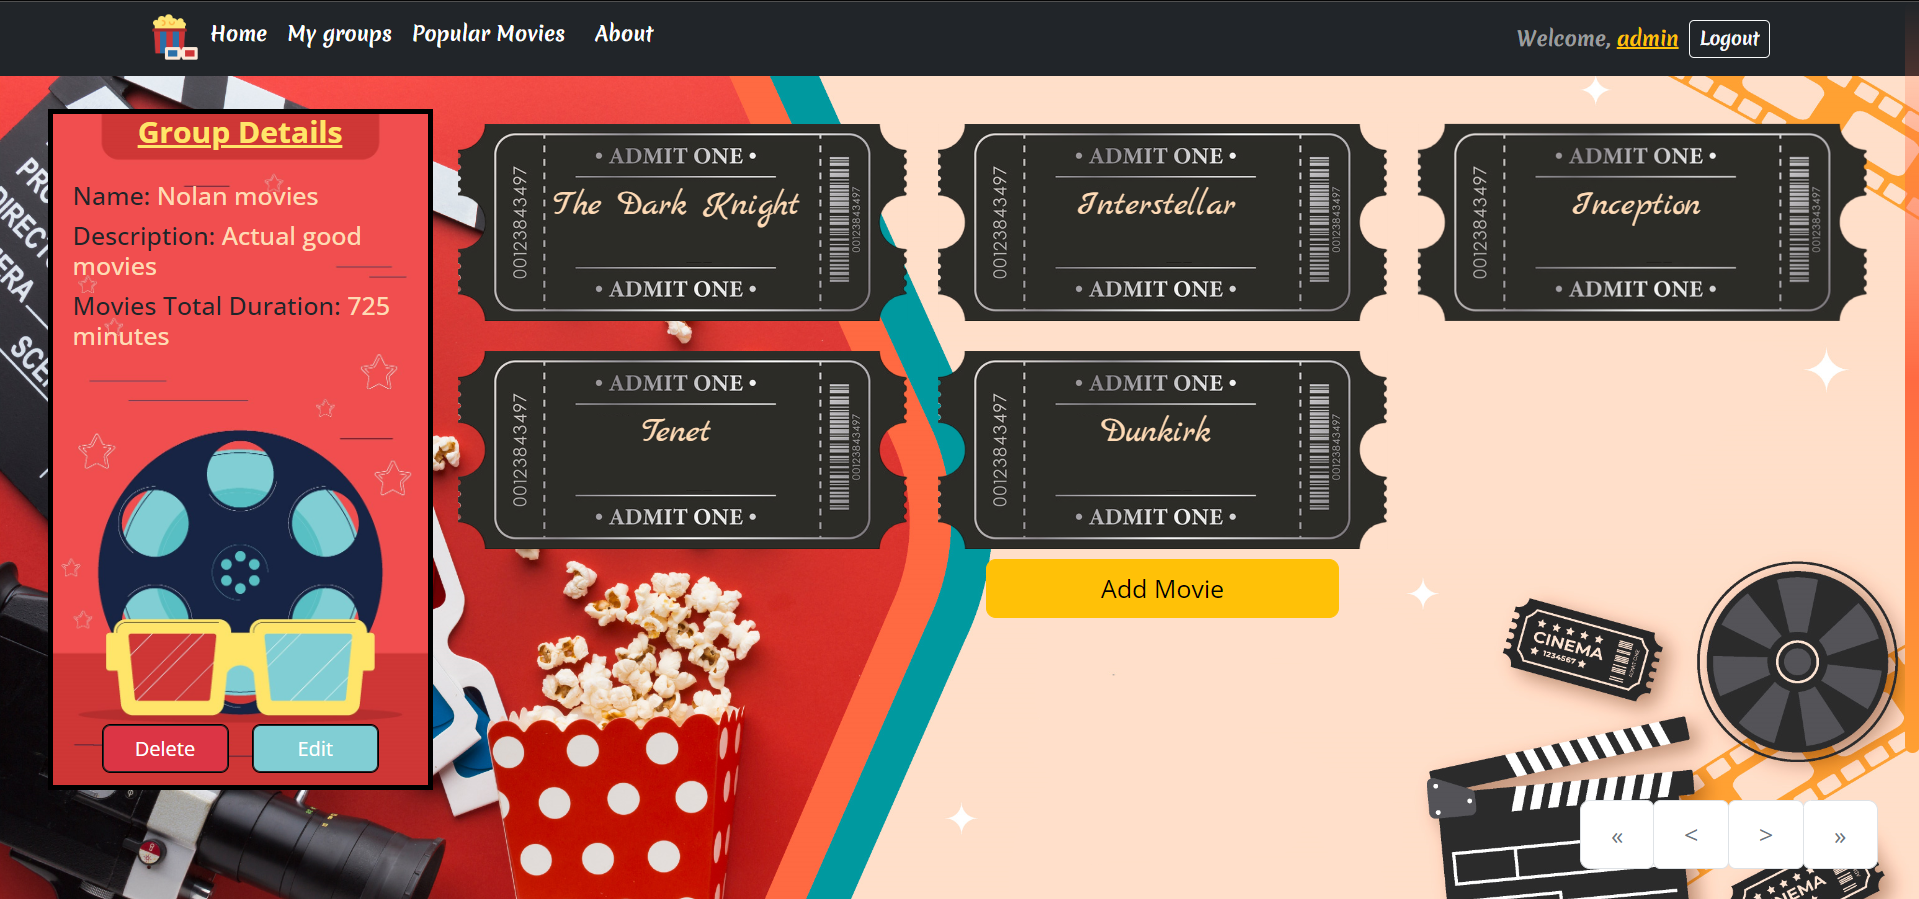 Home My groups Popular Movies About
Welcome, admin Logout
Group Details
Name: Nolan movies
Description: Actual good
movies
Movies Total Duration: 725
minutes
Delete Edit
• ADMIT ONE •
The Dark Knight
• ADMIT ONE •
00123843497
00123843497
• ADMIT ONE •
Interstellar
• ADMIT ONE •
00123843497
00123843497
• ADMIT ONE •
Inception
• ADMIT ONE •
00123843497
00123843497
• ADMIT ONE •
Tenet
• ADMIT ONE •
00123843497
00123843497
• ADMIT ONE •
Dunkirk
• ADMIT ONE •
00123843497
00123843497
Add Movie
CINEMA
1234567
« < > »